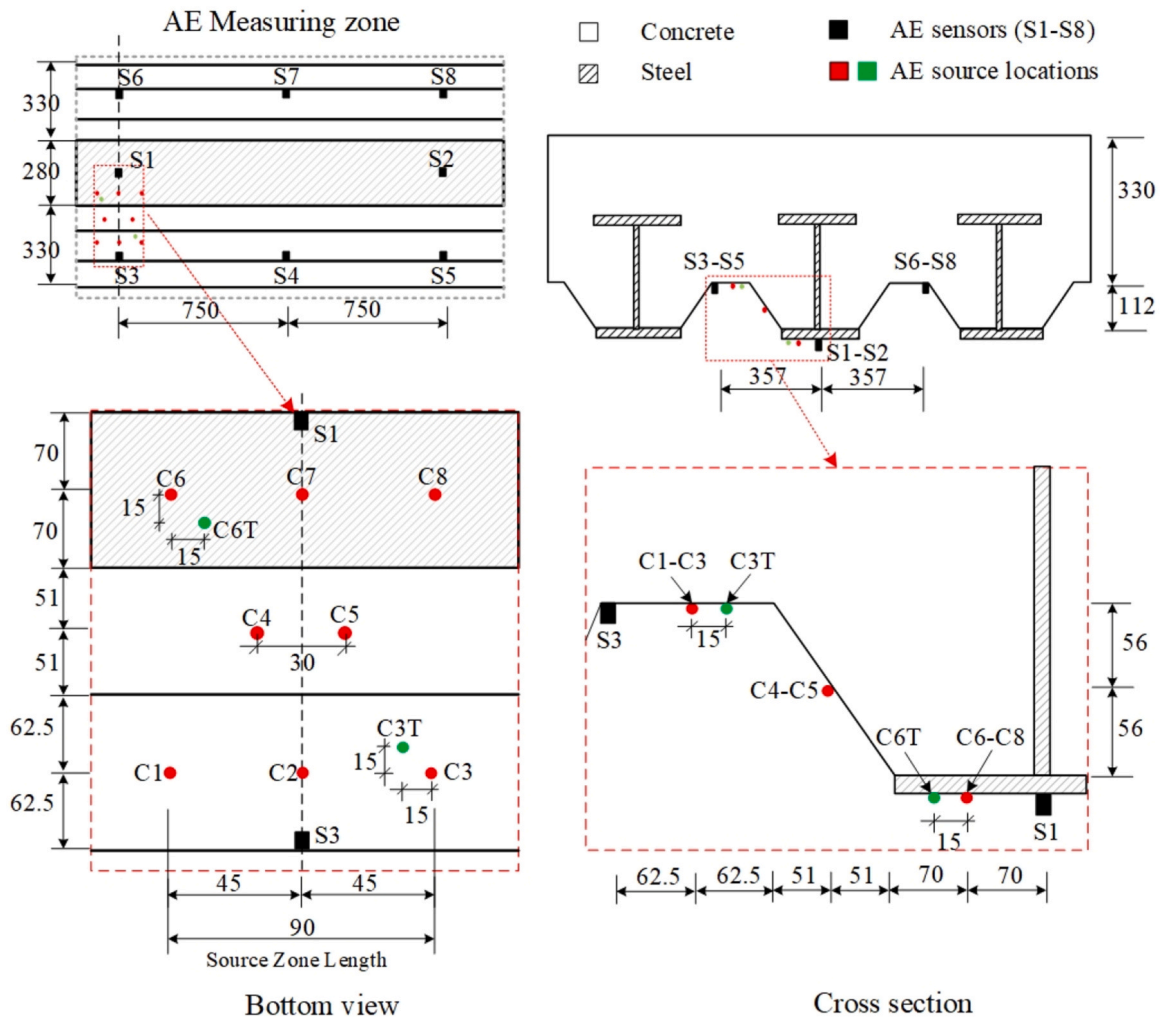 AE Measuring zone
Concrete
AE sensors (S1-S8)
Steel
AE source locations
S6
S7
S8
330
280
S1
S2
330
S3
S4
S5
750
750
330
S3-S5
S6-S8
112
S1-S2
357
357
70
S1
C6
C7
C8
15
C6T
70
15
51
C4
C5
51
30
62.5
C3T
15
C1
C2
C3
62.5
15
S3
45
45
90
Source Zone Length
Bottom view
C1-C3
C3T
S3
15
56
C4-C5
56
C6T
C6-C8
S1
15
62.5
62.5
51
51
70
70
Cross section